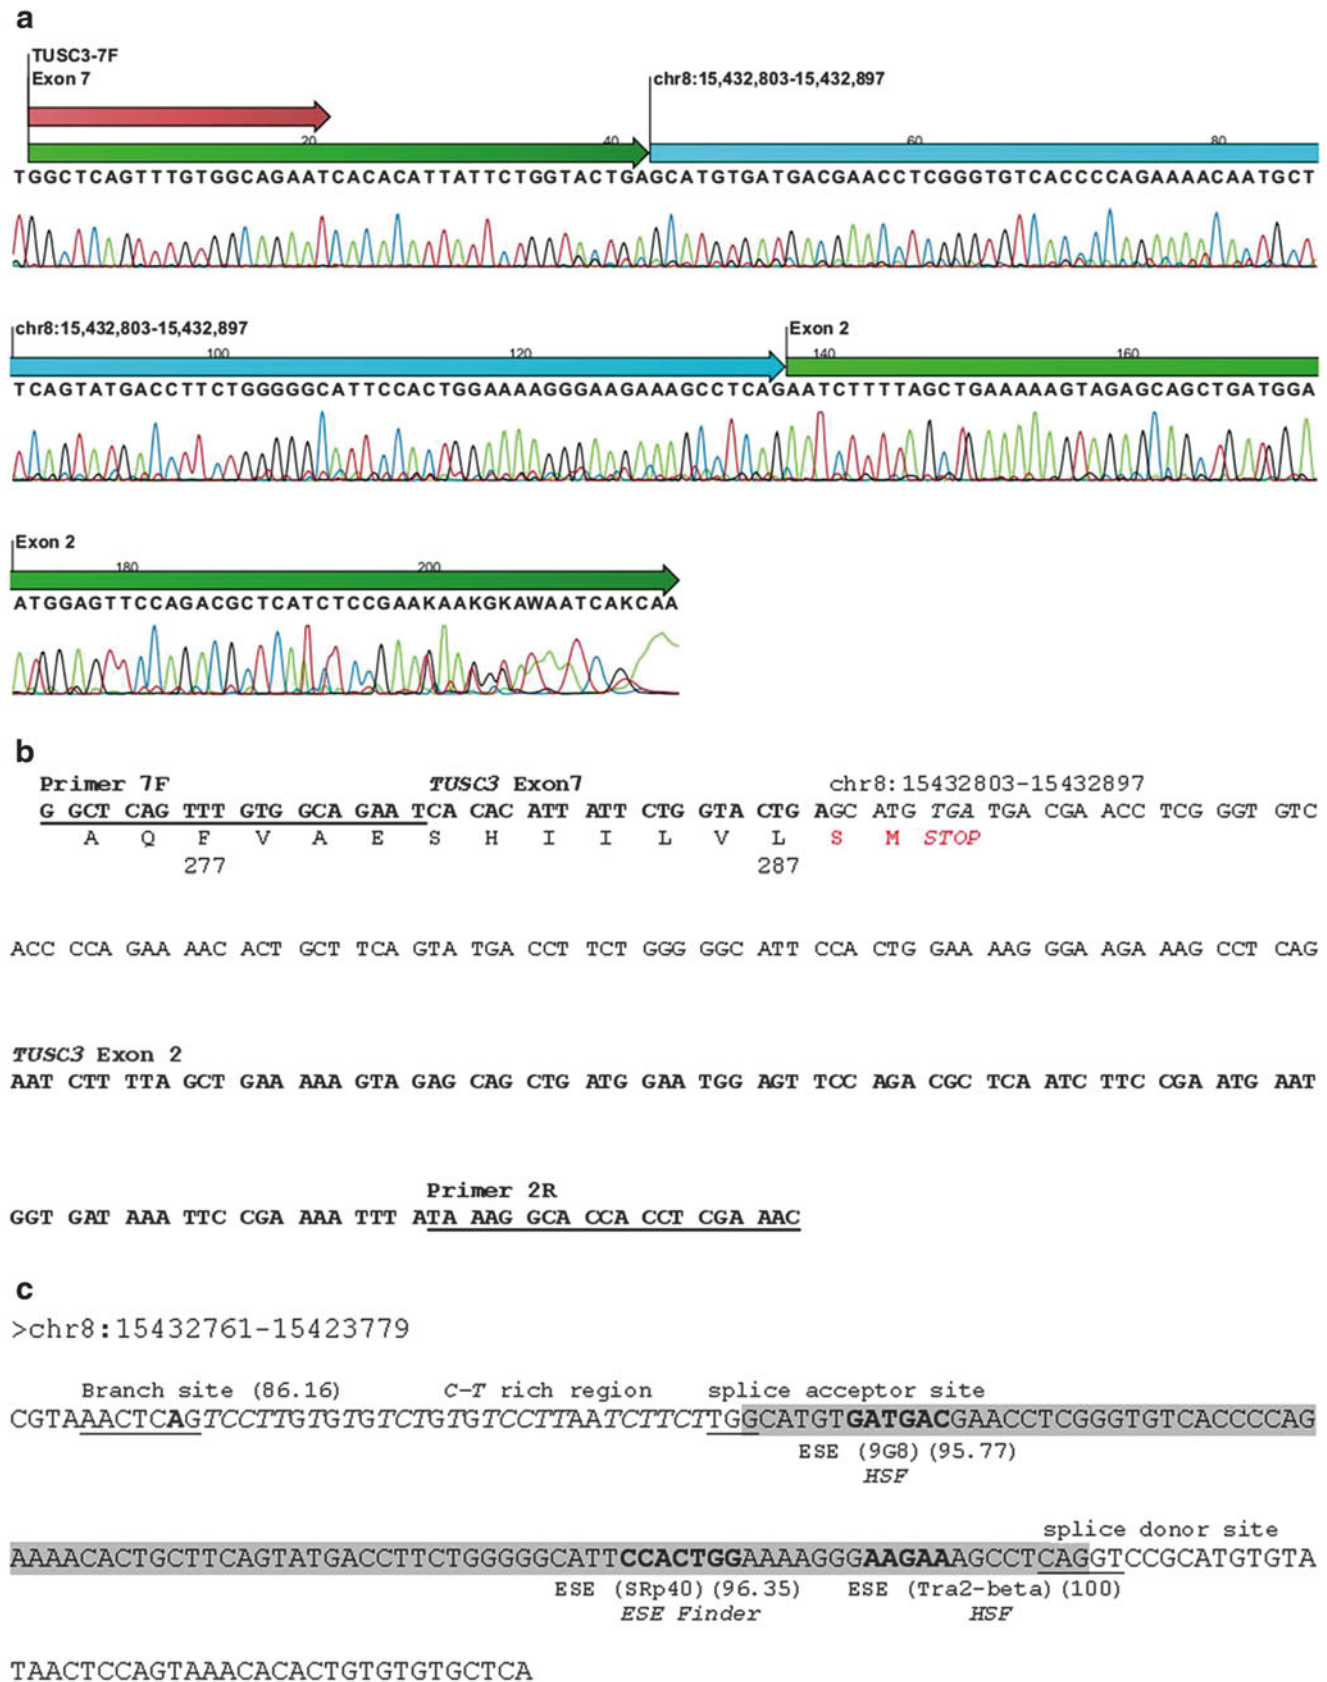 a
TUSC3-7F
Exon 7
chr8:15,432,803-15,432,897
20 40 60 80
TGGCTCAGTTTGTGGCAGAATCACACATTATTCTGGTACTGAGCATGTGATGACGAACCTCGGGTGTCACCCCAGAAAACAATGCT
chr8:15,432,803-15,432,897 Exon 2
100 120 140 160
TCAGTATGACCTTCTGGGGGCATTCCACTGGAAAAGGGAAGAAAGCCTCAGAATCTTTTAGCTGAAAAAGTAGAGCAGCTGATGGA
Exon 2
180 200
ATGGAGTTCCAGACGCTCATCTCCGAAKAAKGKAWAATCAKCAA
b
Primer 7F TUSC3 Exon7 chr8:15432803-15432897
G GCT CAG TTT GTG GCA GAA TCA CAC ATT ATT CTG GTA CTG AGC ATG TGA TGA CGA ACC TCG GGT GTC
A Q F V A E S H I I L V L S M STOP
277 287
ACC CCA GAA AAC ACT GCT TCA GTA TGA CCT TCT GGG GGC ATT CCA CTG GAA AAG GGA AGA AAG CCT CAG
TUSC3 Exon 2
AAT CTT TTA GCT GAA AAA GTA GAG CAG CTG ATG GAA TGG AGT TCC AGA CGC TCA ATC TTC CGA ATG AAT
Primer 2R
GGT GAT AAA TTC CGA AAA TTT ATA AAG GCA CCA CCT CGA AAC
c
>chr8:15432761-15423779
Branch site (86.16) C-T rich region splice acceptor site
CGTAAACTCAGTCCTTGTGTGTCTGTGTCCTTAATCTTCTTGGCATGTGATGACGAACCTCGGGTGTCACCCCAG
ESE (9G8)(95.77)
HSF
splice donor site
AAAACACTGCTTCAGTATGACCTTCTGGGGGCATTCCACTGGAAAAGGGAAGAAAGCCTCAGGTCCGCATGTGTA
ESE (SRp40)(96.35) ESE (Tra2-beta)(100)
ESE Finder HSF
TAACTCCAGTAAACACACTGTGTGTGCTCA